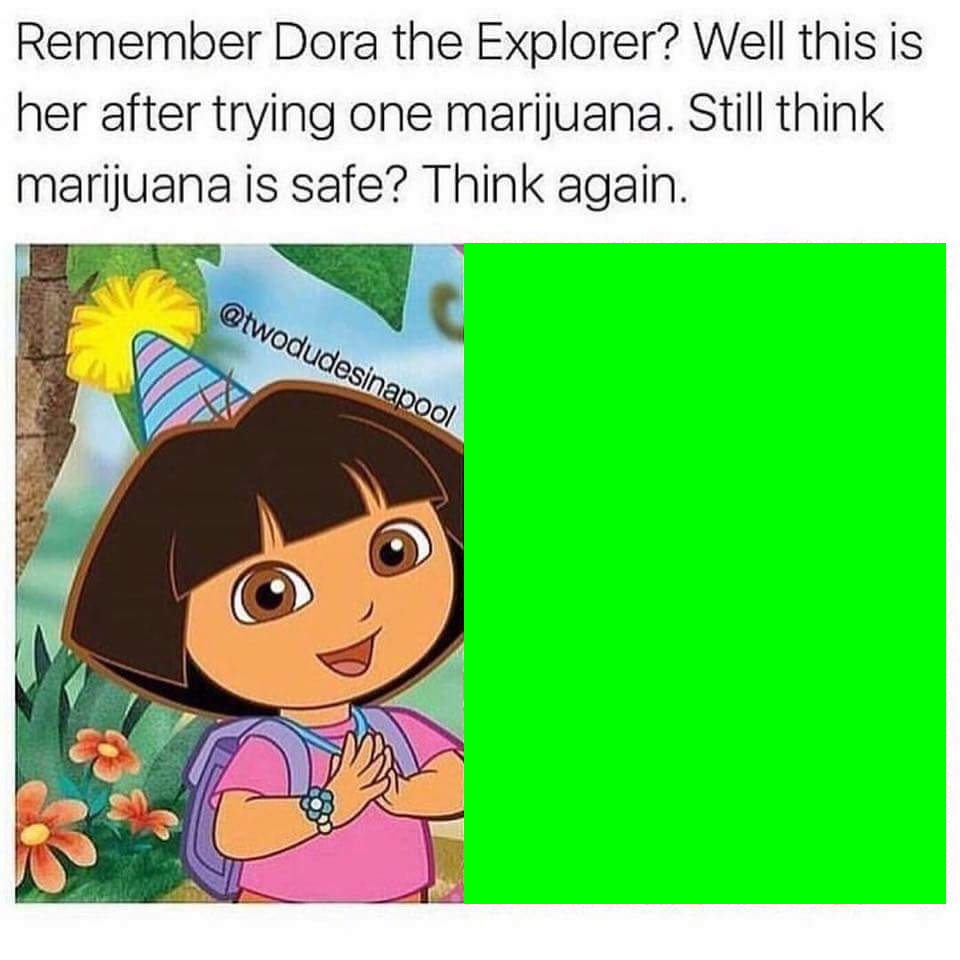 Remember Dora the Explorer? Well this is
her after trying one marijuana. Still think
marijuana is safe? Think again.
@twodudesinapool